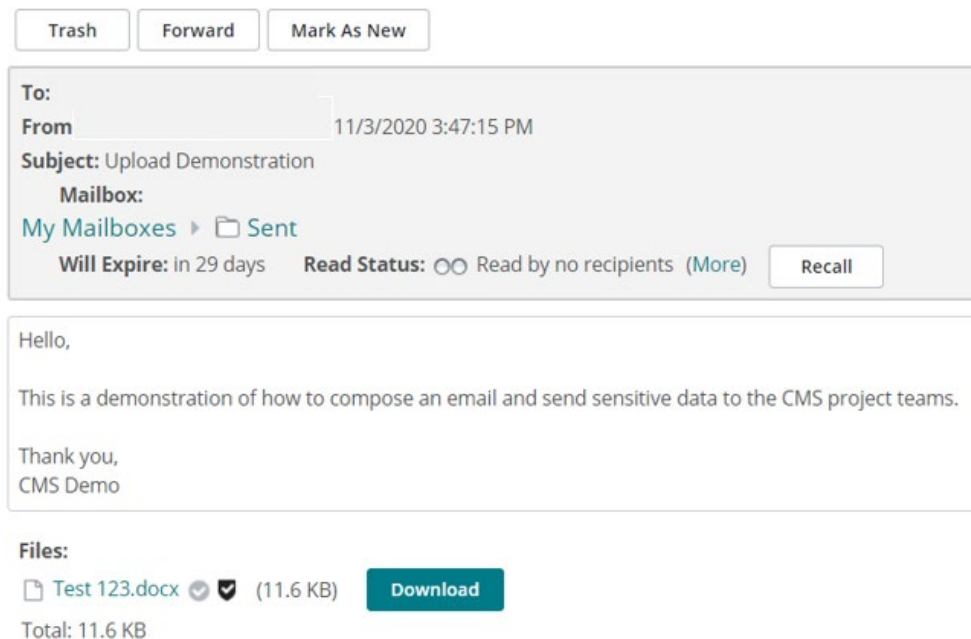 Trash Forward Mark As New
To:
From 11/3/2020 3:47:15 PM
Subject: Upload Demonstration
Mailbox:
My Mailboxes Sent
Will Expire: in 29 days Read Status: Read by no recipients (More) Recall
Hello,
This is a demonstration of how to compose an email and send sensitive data to the CMS project teams.
Thank you,
CMS Demo
Files:
Test 123.docx (11.6 KB) Download
Total: 11.6 KB